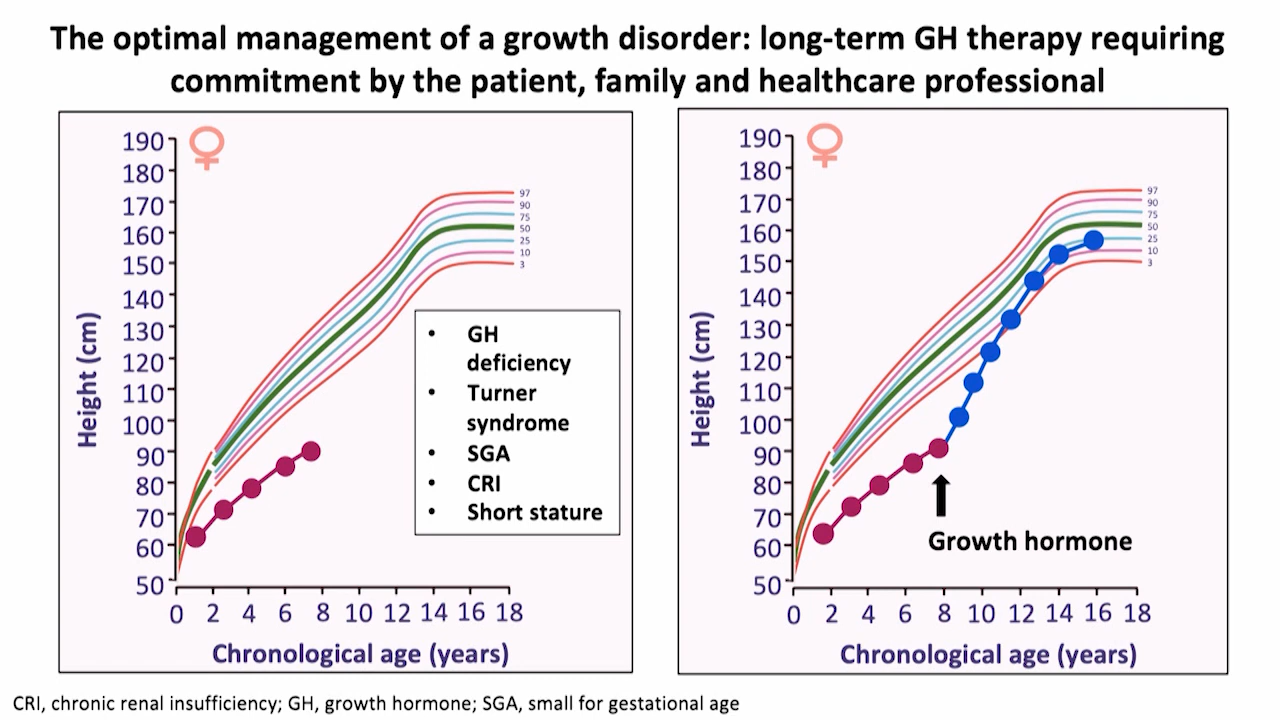 The optimal management of a growth disorder: long-term GH therapy requiring
commitment by the patient, family and healthcare professional
190
180
170
160
150
140
130
120
110
100
90
80
70
60
50
Height (cm)
97
90
75
50
25
10
3
• GH
deficiency
• Turner
syndrome
• SGA
• CRI
• Short stature
0 2 4 6 8 10 12 14 16 18
Chronological age (years)
190
180
170
160
150
140
130
120
110
100
90
80
70
60
50
Height (cm)
97
90
75
50
25
10
3
Growth hormone
0 2 4 6 8 10 12 14 16 18
Chronological age (years)
CRI, chronic renal insufficiency; GH, growth hormone; SGA, small for gestational age